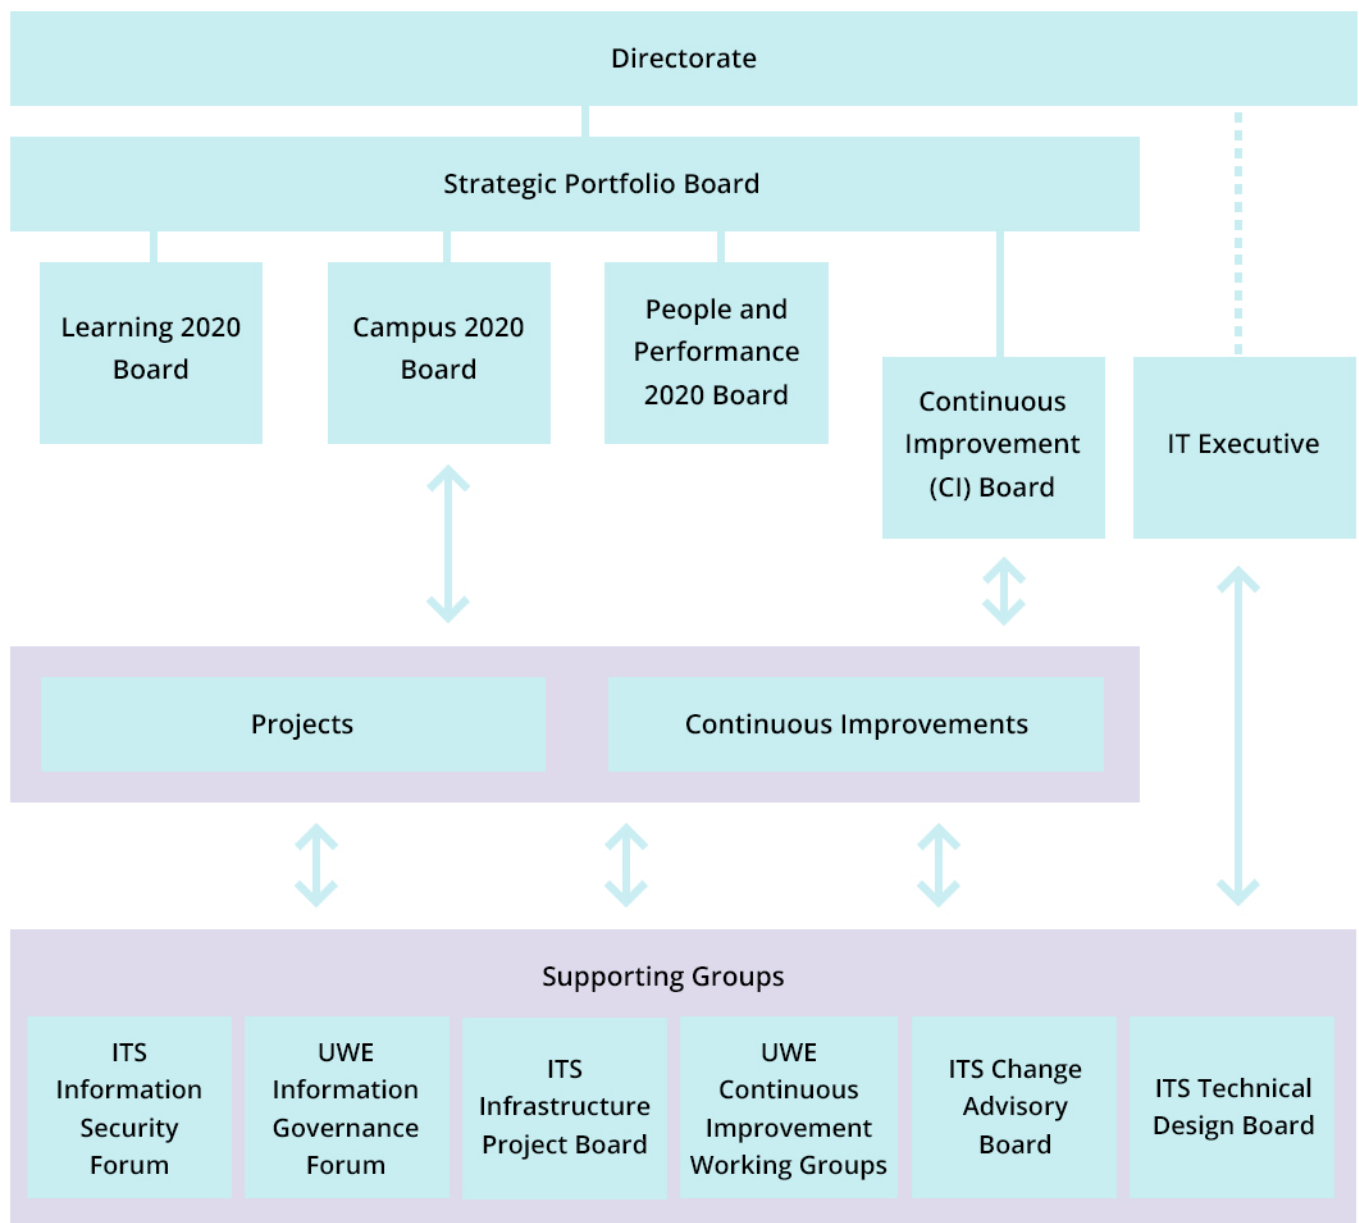 Directorate
Strategic Portfolio Board
Learning 2020
Board
Campus 2020
Board
People and
Performance
2020 Board
Continuous
Improvement
(CI) Board
IT Executive
Projects
Continuous Improvements
Supporting Groups
ITS
Information
Security
Forum
UWE
Information
Governance
Forum
ITS
Infrastructure
Project Board
UWE
Continuous
Improvement
Working Groups
ITS Change
Advisory
Board
ITS Technical
Design Board